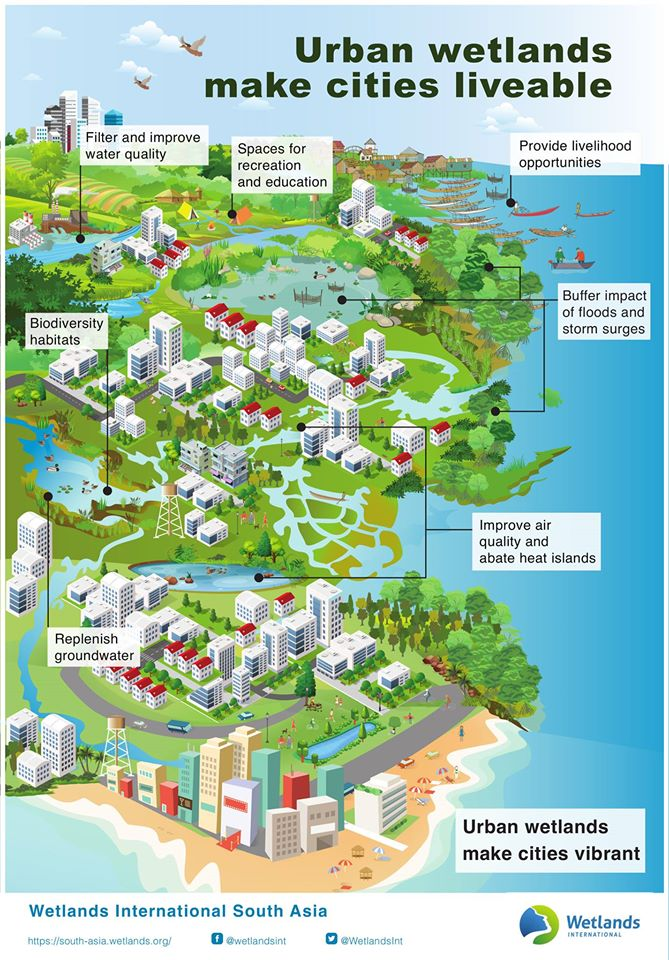 Urban wetlands
make cities liveable
Filter and improve
water quality
Spaces for
recreation
and education
Provide livelihood
opportunities
Buffer impact
of floods and
storm surges
Biodiversity
habitats
Improve air
quality and
abate heat islands
Replenish
groundwater
Urban wetlands
make cities vibrant
Wetlands International South Asia
https://south-asia.wetlands.org/
@wetlandsint
@WetlandsInt
Wetlands
INTERNATIONAL